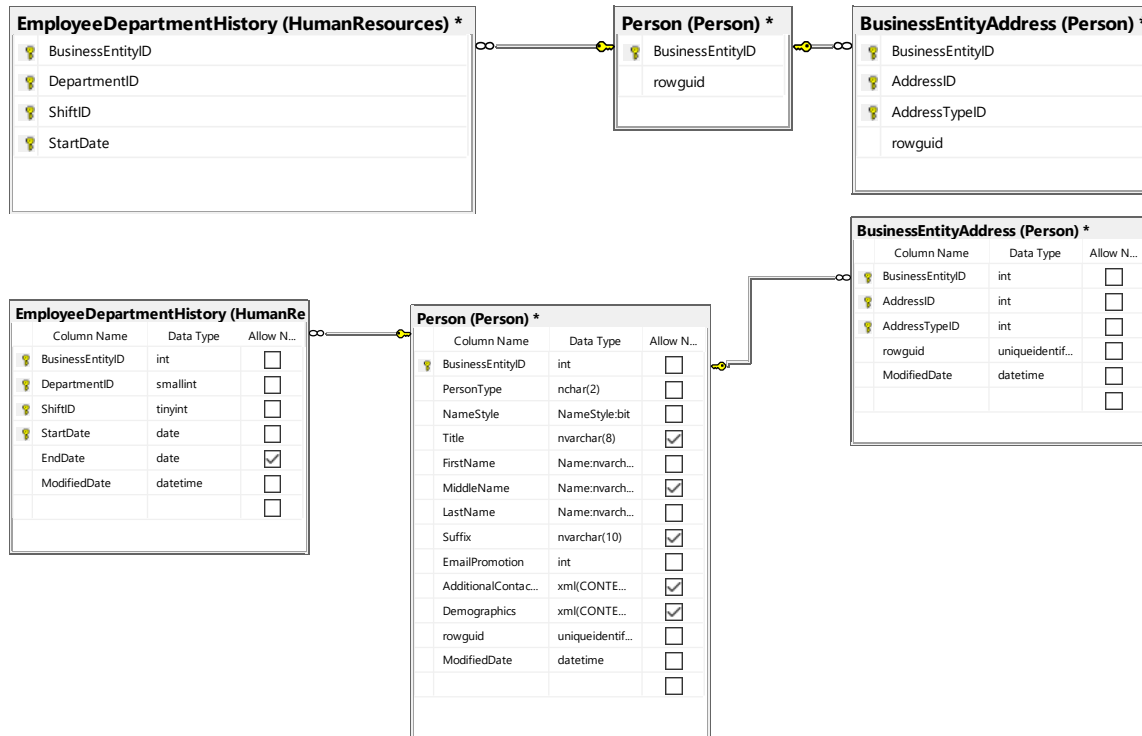 EmployeeDepartmentHistory (HumanResources) *
BusinessEntityID
DepartmentID
ShiftID
StartDate
Person (Person) *
BusinessEntityID
rowguid
BusinessEntityAddress (Person) *
BusinessEntityID
AddressID
AddressTypeID
rowguid
BusinessEntityAddress (Person) *
Column Name Data Type Allow N...
BusinessEntityID int
AddressID int
AddressTypeID int
rowguid uniqueidentif...
ModifiedDate datetime
EmployeeDepartmentHistory (HumanRe
Column Name Data Type Allow N...
BusinessEntityID int
DepartmentID smallint
ShiftID tinyint
StartDate date
EndDate date
ModifiedDate datetime
Person (Person) *
Column Name Data Type Allow N...
BusinessEntityID int
PersonType nchar(2)
NameStyle NameStyle:bit
Title nvarchar(8)
FirstName Name:nvarch...
MiddleName Name:nvarch...
LastName Name:nvarch...
Suffix nvarchar(10)
EmailPromotion int
AdditionalContac... xml(CONTE...
Demographics xml(CONTE...
rowguid uniqueidentif...
ModifiedDate datetime